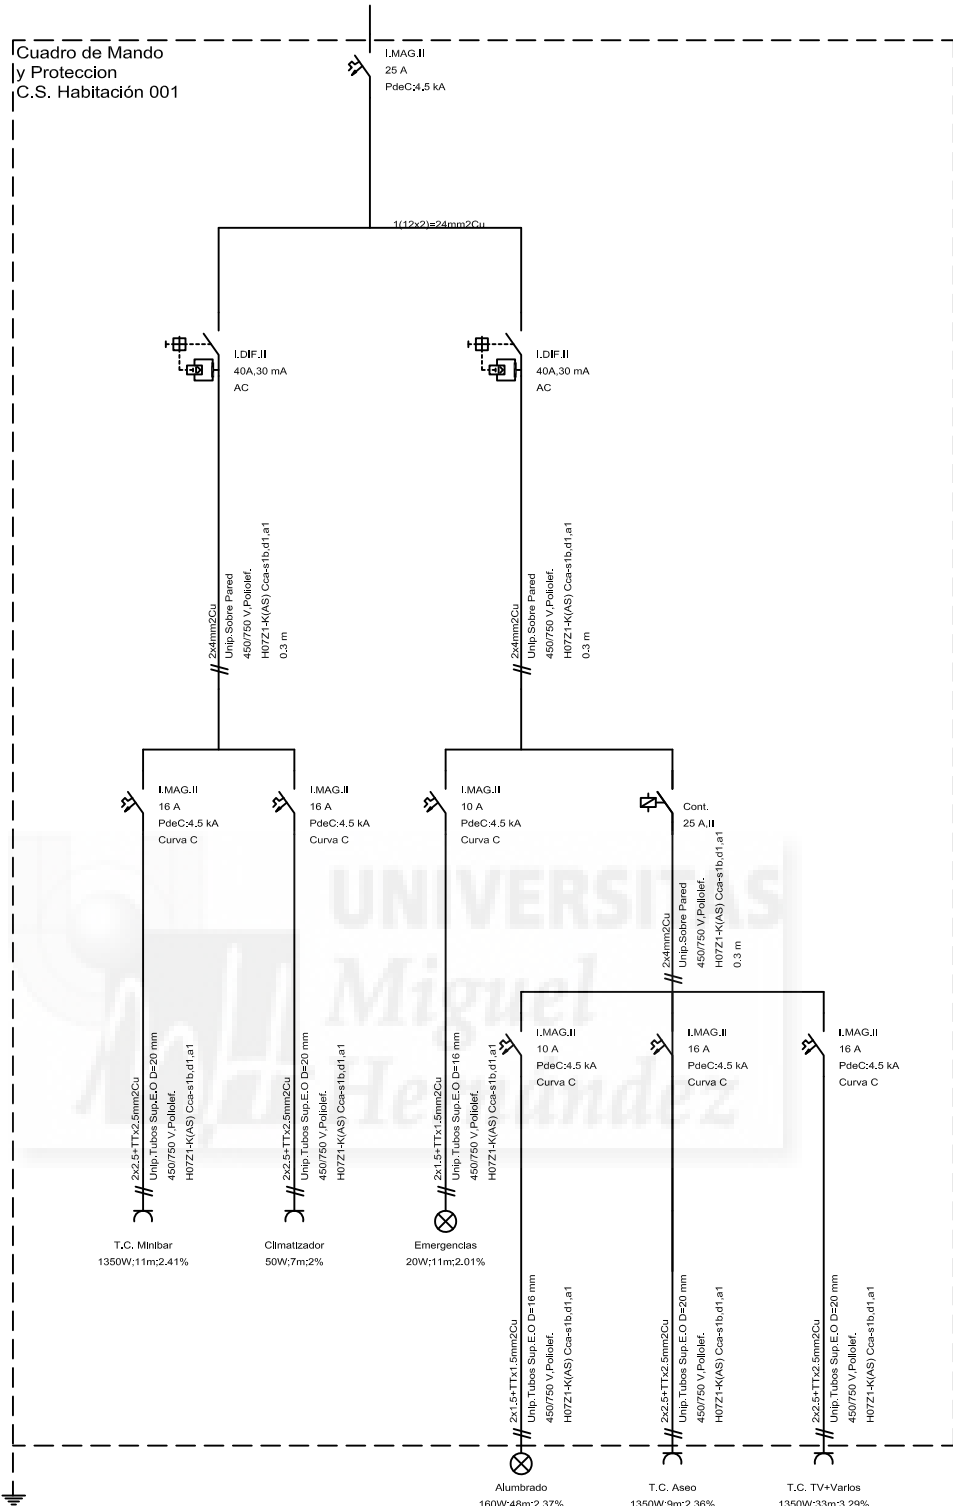 Cuadro de Mando
y Proteccion
C.S. Habitación 001
I.MAG.II
25 A
PdeC:4.5 kA
1(12x2)=24mm2Cu
I.DIF.II
40A,30 mA
AC
I.DIF.II
40A,30 mA
AC
2x4mm2Cu
Unip.Sobre Pared
450/750 V,Poliolef.
H07Z1-K(AS) Cca-s1b,d1,a1
0.3 m
2x4mm2Cu
Unip.Sobre Pared
450/750 V,Poliolef.
H07Z1-K(AS) Cca-s1b,d1,a1
0.3 m
I.MAG.II
16 A
PdeC:4.5 kA
Curva C
I.MAG.II
16 A
PdeC:4.5 kA
Curva C
I.MAG.II
10 A
PdeC:4.5 kA
Curva C
Cont.
25 A,II
2x4mm2Cu
Unip.Sobre Pared
450/750 V,Poliolef.
H07Z1-K(AS) Cca-s1b,d1,a1
0.3 m
UNIVERSITAS
Miguel
Hernández
I.MAG.II
10 A
PdeC:4.5 kA
Curva C
I.MAG.II
16 A
PdeC:4.5 kA
Curva C
I.MAG.II
16 A
PdeC:4.5 kA
Curva C
2x2.5+TTx2.5mm2Cu
Unip.Tubos Sup.E.O D=20 mm
450/750 V,Poliolef.
H07Z1-K(AS) Cca-s1b,d1,a1
2x2.5+TTx2.5mm2Cu
Unip.Tubos Sup.E.O D=20 mm
450/750 V,Poliolef.
H07Z1-K(AS) Cca-s1b,d1,a1
2x1.5+TTx1.5mm2Cu
Unip.Tubos Sup.E.O D=16 mm
450/750 V,Poliolef.
H07Z1-K(AS) Cca-s1b,d1,a1
T.C. Minibar
1350W;11m;2.41%
Climatizador
50W;7m;2%
Emergencias
20W;11m;2.01%
2x1.5+TTx1.5mm2Cu
Unip.Tubos Sup.E.O D=16 mm
450/750 V,Poliolef.
H07Z1-K(AS) Cca-s1b,d1,a1
2x2.5+TTx2.5mm2Cu
Unip.Tubos Sup.E.O D=20 mm
450/750 V,Poliolef.
H07Z1-K(AS) Cca-s1b,d1,a1
2x2.5+TTx2.5mm2Cu
Unip.Tubos Sup.E.O D=20 mm
450/750 V,Poliolef.
H07Z1-K(AS) Cca-s1b,d1,a1
Alumbrado
160W;48m;2.37%
T.C. Aseo
1350W;9m;2.36%
T.C. TV+Varios
1350W;33m;3.29%